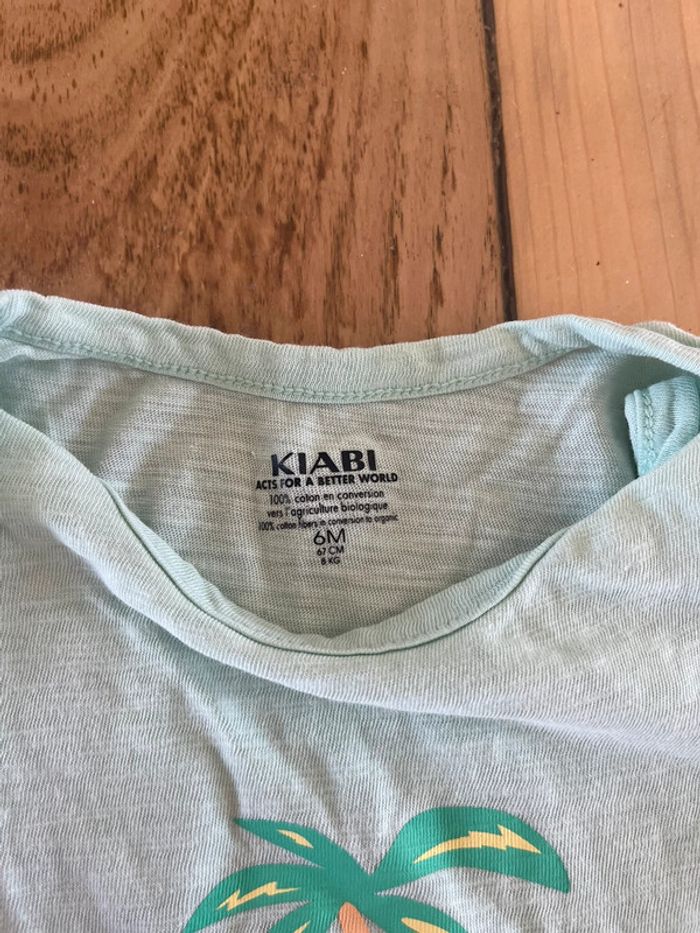 KIABI
ACTS FOR A BETTER WORLD
100% coton en conversion
vers l'agriculture biologique
100% cotton fibers in conversion to organic
6M
67 CM
8 KG